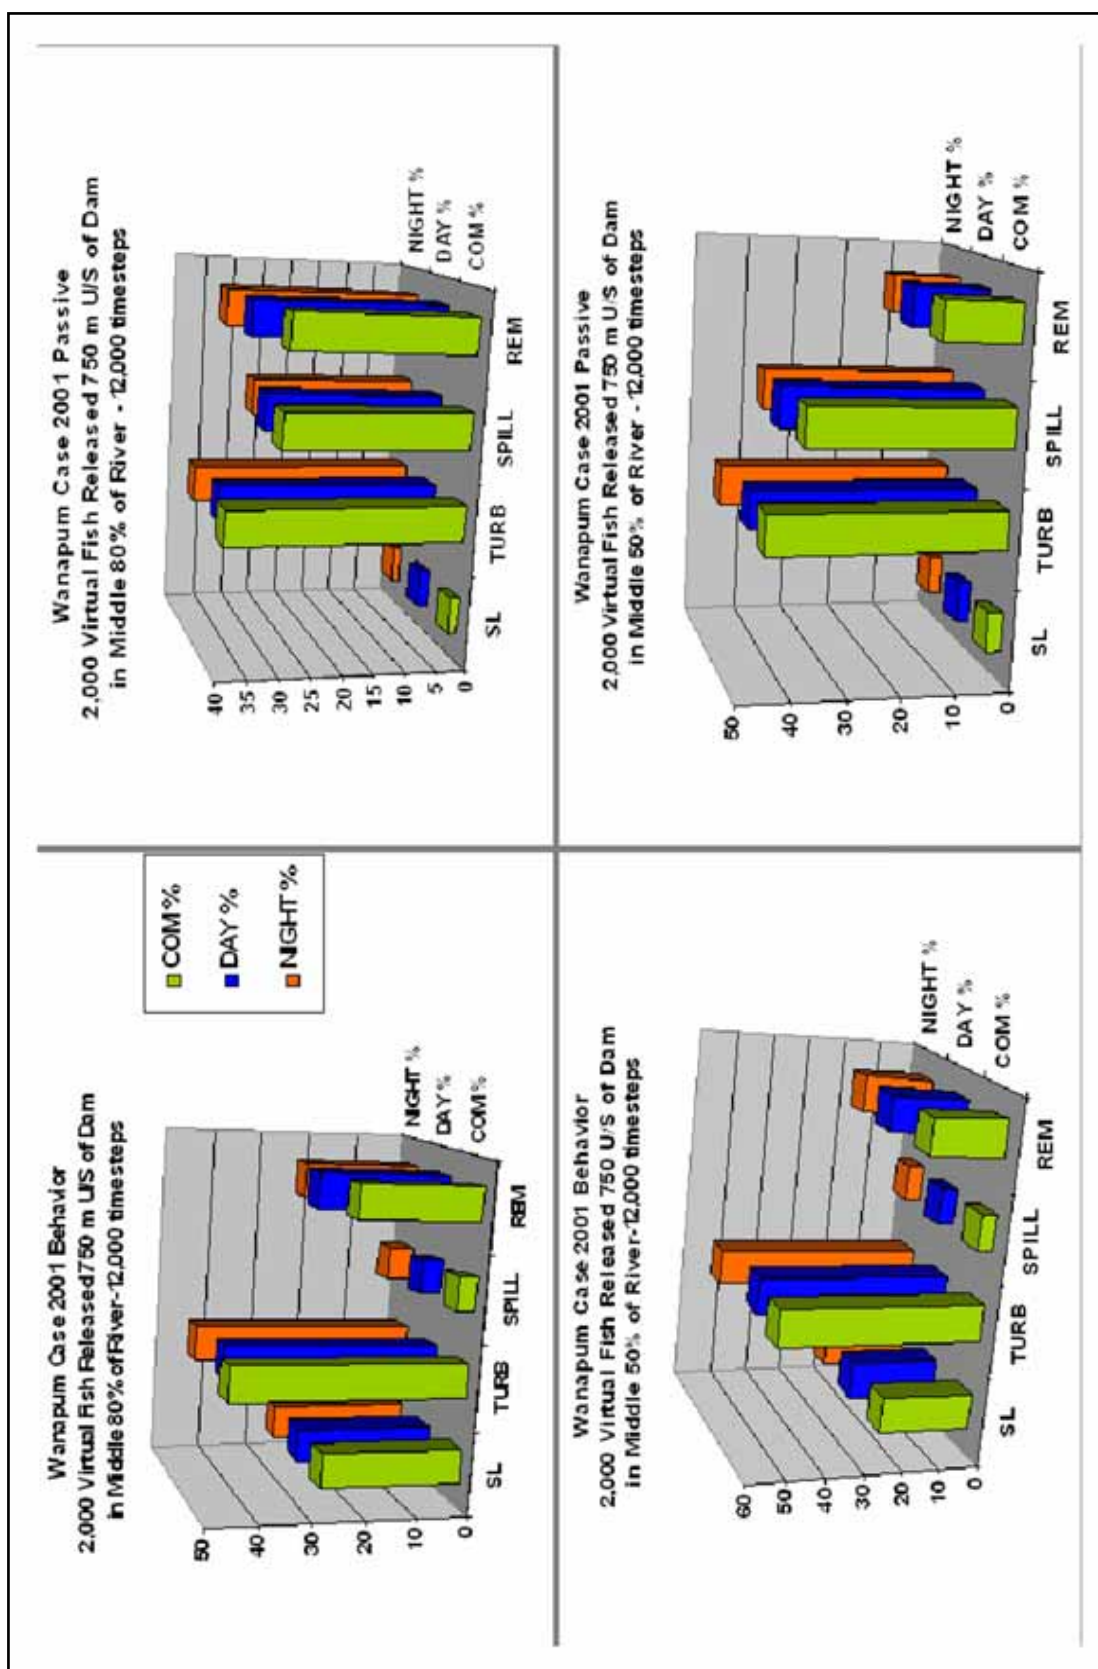 Wanapum Case 2001 Behavior
2,000 Virtual Fish Released 750 m U/S of Dam
in Middle 80% of River-12,000 timesteps
50
40
30
20
10
0
SL
TURB
SPILL
REM
NIGHT %
DAY %
COM %
COM %
DAY %
NIGHT %
Wanapum Case 2001 Passive
2,000 Virtual Fish Released 750 m U/S of Dam
in Middle 80% of River - 12,000 timesteps
40
35
30
25
20
15
10
5
0
SL
TURB
SPILL
REM
NIGHT %
DAY %
COM %
Wanapum Case 2001 Behavior
2,000 Virtual Fish Released 750 U/S of Dam
in Middle 50% of River-12,000 timesteps
60
50
40
30
20
10
0
SL
TURB
SPILL
REM
NIGHT %
DAY %
COM %
Wanapum Case 2001 Passive
2,000 Virtual Fish Released 750 m U/S of Dam
in Middle 50% of River - 12,000 timesteps
50
40
30
20
10
0
SL
TURB
SPILL
REM
NIGHT %
DAY %
COM %